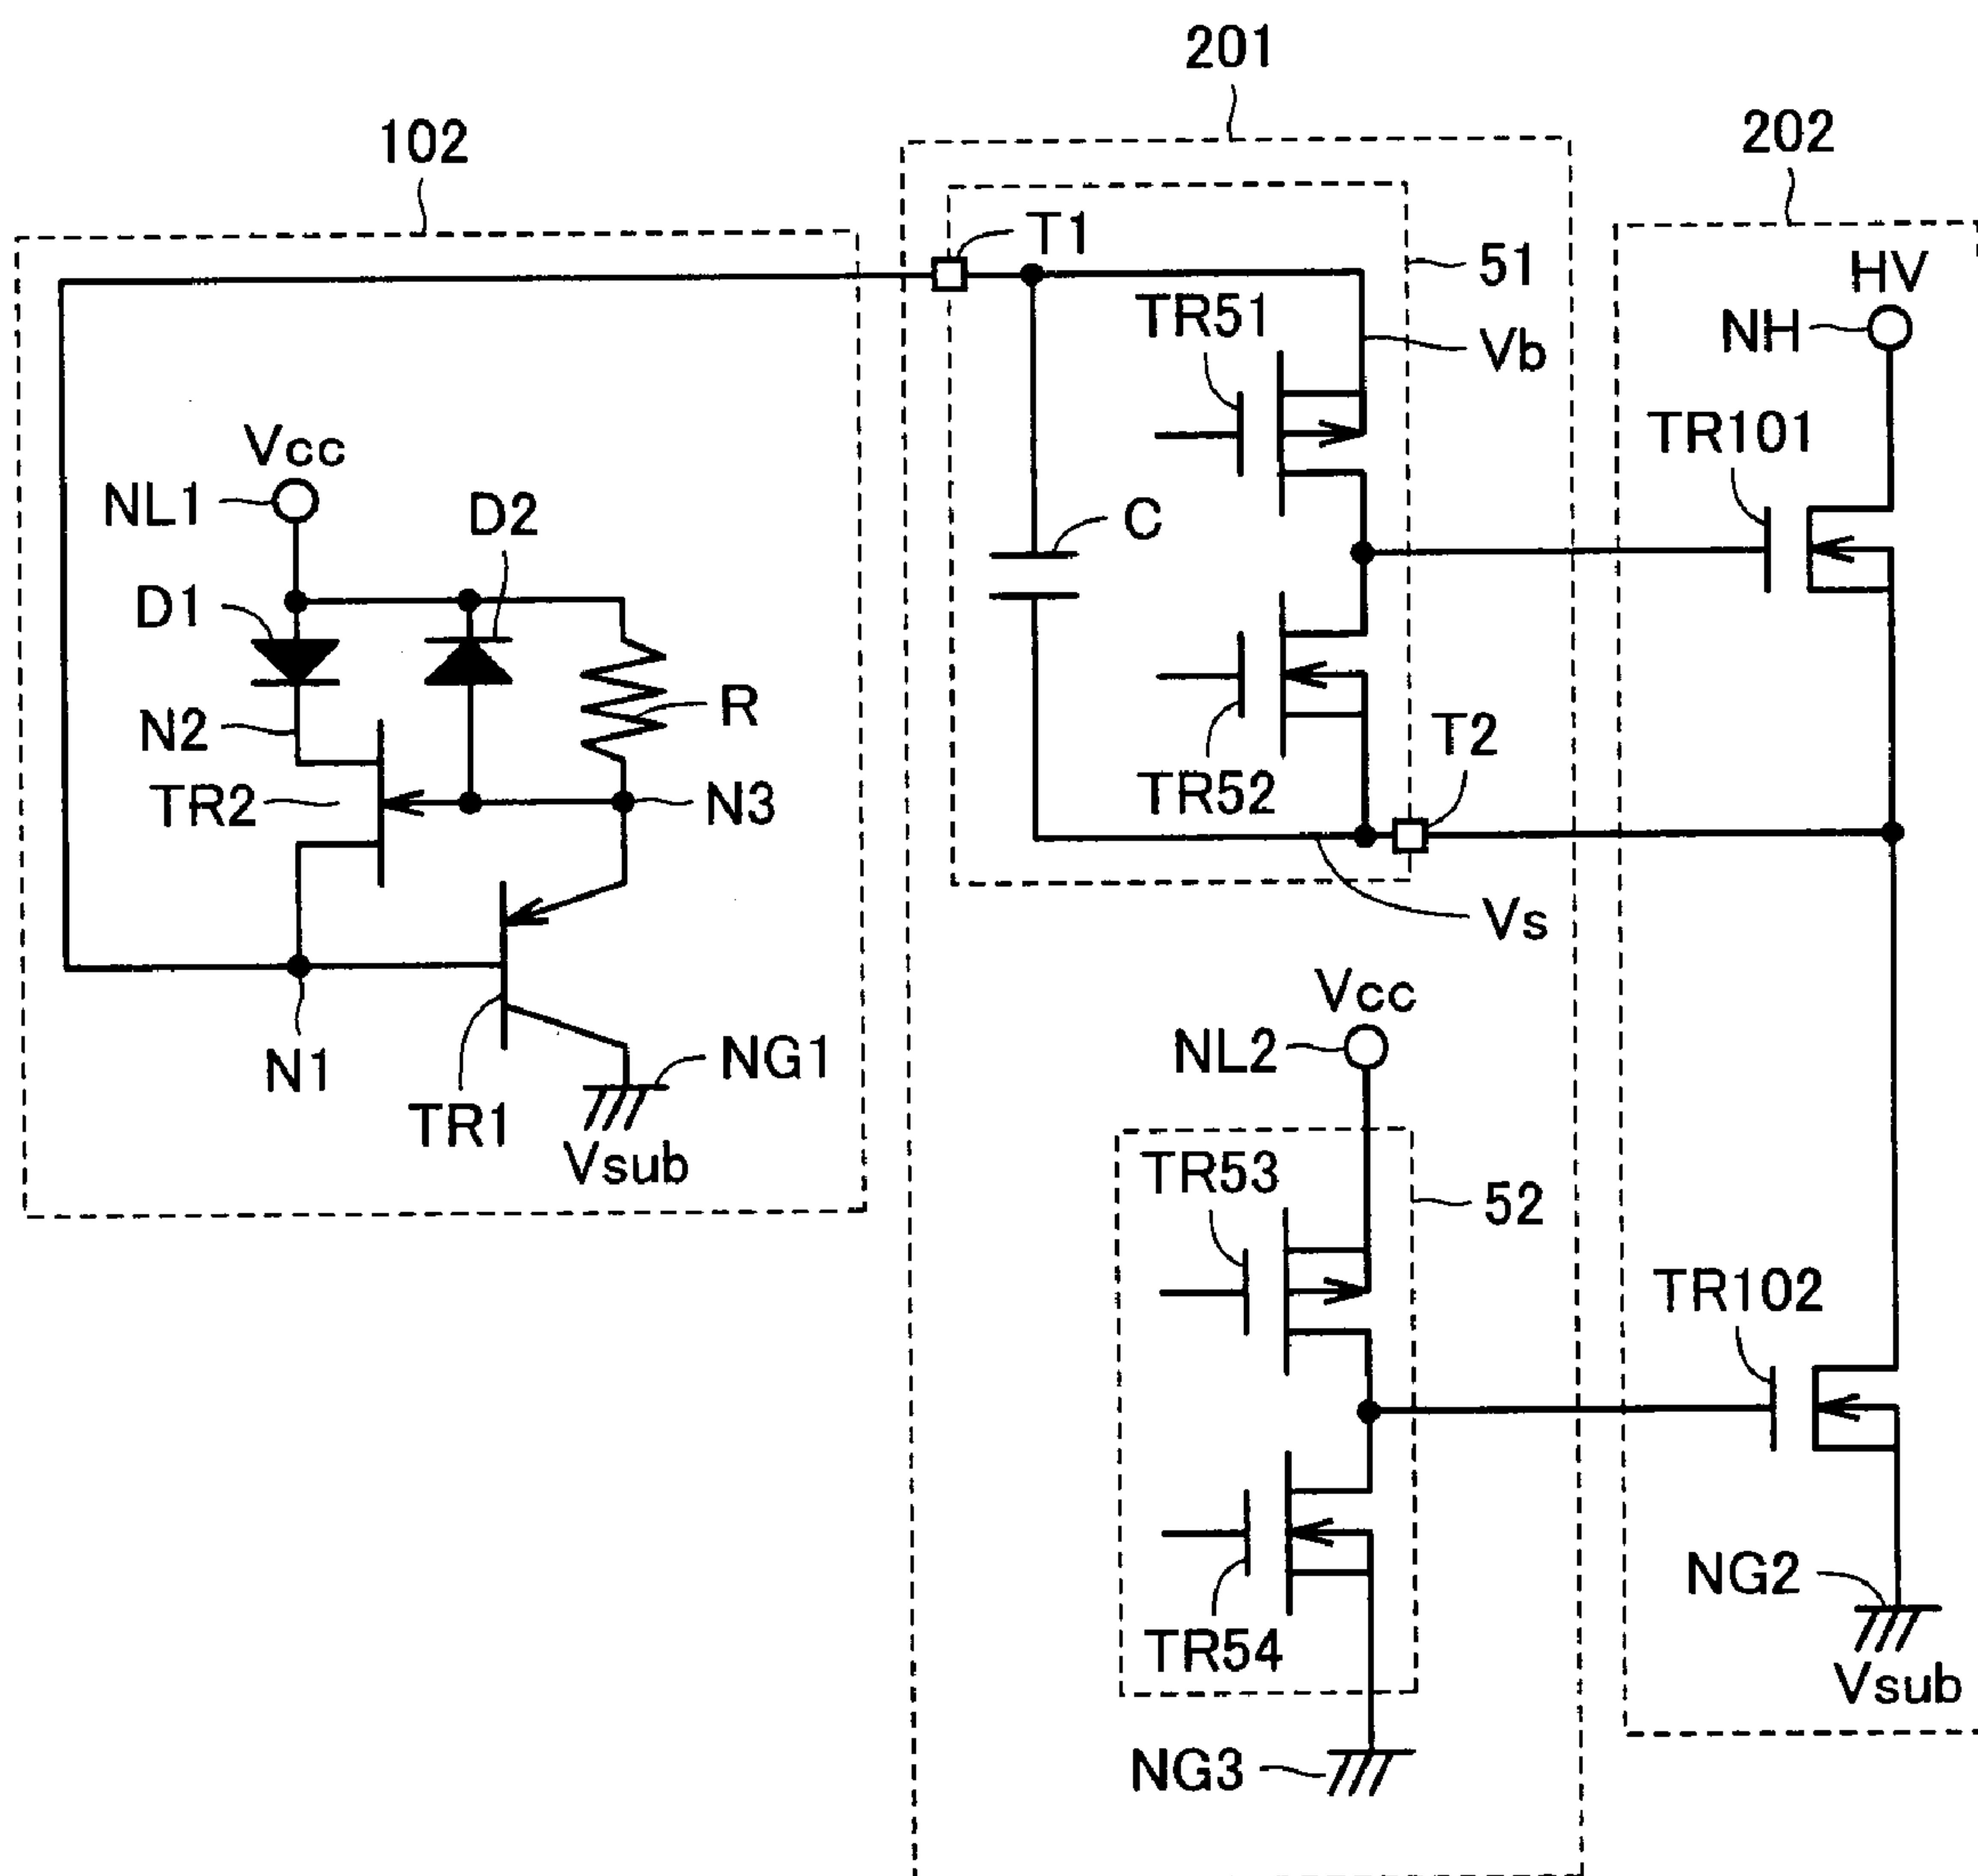 201
102
202
T1
51
HV
TR51
NH
Vb
TR101
Vcc
NL1
D2
C
D1
N2
R
T2
TR2
N3
TR52
Vs
Vcc
NL2
N1
NG1
TR1
Vsub
TR53
52
TR102
NG2
TR54
Vsub
NG3